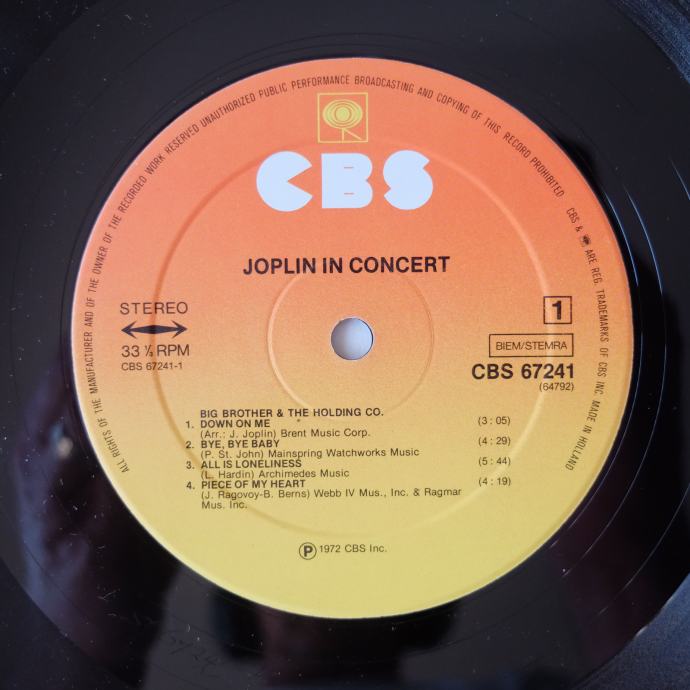 ALL RIGHTS OF THE MANUFACTURER AND OF THE OWNER OF THE RECORDED WORK RESERVED UNAUTHORIZED PUBLIC PERFORMANCE BROADCASTING AND COPYING OF THIS RECORD PROHIBITED
CBS & ARE REG. TRADEMARKS OF CBS INC. MADE IN HOLLAND
CBS
JOPLIN IN CONCERT
STEREO
1
33 ⅓ RPM
BIEM/STEMRA
CBS 67241-1
CBS 67241
(64792)
BIG BROTHER & THE HOLDING CO.
1. DOWN ON ME (3 : 05)
(Arr.: J. Joplin) Brent Music Corp.
2. BYE, BYE BABY (4 : 29)
(P. St. John) Mainspring Watchworks Music
3. ALL IS LONELINESS (5 : 44)
(L. Hardin) Archimedes Music
4. PIECE OF MY HEART (4 : 19)
(J. Ragovoy-B. Berns) Webb IV Mus., Inc. & Ragmar
Mus. Inc.
Ⓟ 1972 CBS Inc.